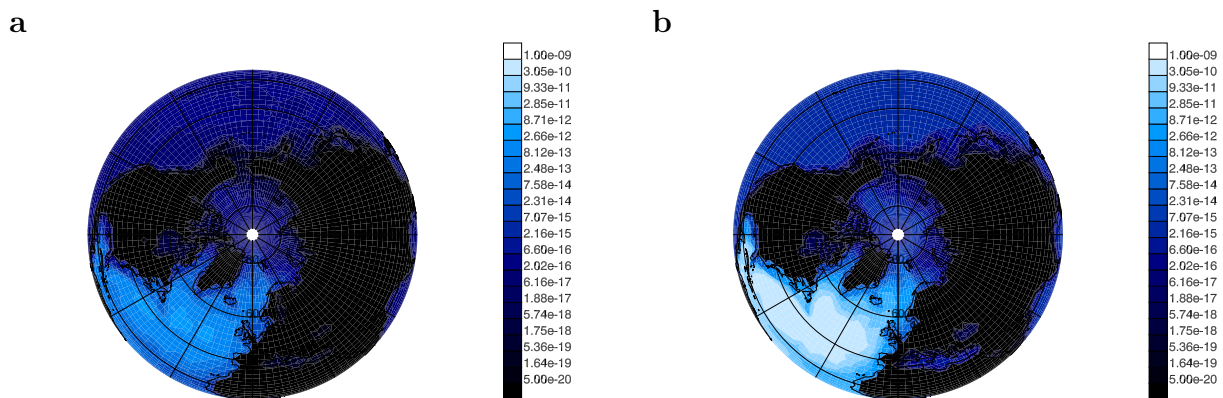 a
1.00e-09
3.05e-10
9.33e-11
2.85e-11
8.71e-12
2.66e-12
8.12e-13
2.48e-13
7.58e-14
2.31e-14
7.07e-15
2.16e-15
6.60e-16
2.02e-16
6.16e-17
1.88e-17
5.74e-18
1.75e-18
5.36e-19
1.64e-19
5.00e-20
b
1.00e-09
3.05e-10
9.33e-11
2.85e-11
8.71e-12
2.66e-12
8.12e-13
2.48e-13
7.58e-14
2.31e-14
7.07e-15
2.16e-15
6.60e-16
2.02e-16
6.16e-17
1.88e-17
5.74e-18
1.75e-18
5.36e-19
1.64e-19
5.00e-20